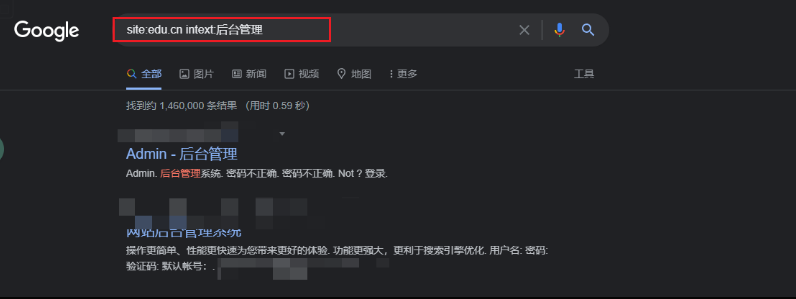 Google
site:edu.cn intext:后台管理
全部 图片 新闻 视频 地图 更多 工具
找到约 1,460,000 条结果 （用时 0.59 秒）
Admin - 后台管理
Admin. 后台管理系统. 密码不正确. 密码不正确. Not ? 登录.
网站后台管理系统
操作更简单、性能更快速为您带来更好的体验. 功能更强大，更利于搜索引擎优化. 用户名: 密码:
验证码: 默认帐号: .